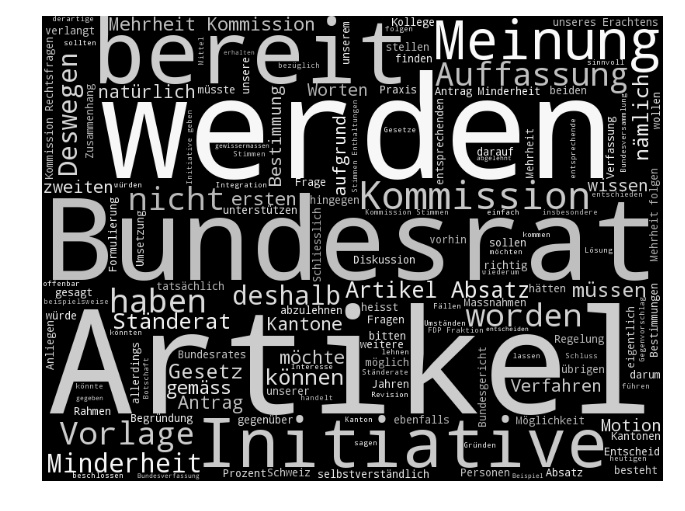 derartige
verlangt
sollten
Mehrheit Kommission
Mittel
erhalten
bezüglich
Kollege
folgen
unseres Erachtens
bereit
Meinung
sinnvoll
stellen
finden
unserem
unsere
müsste
natürlich
Worten
Praxis
Auffassung
Antrag Minderheit
beiden
wollen
Kommission Rechtsfragen
Zusammenhang
Deswegen
werden
Initiative geben
gewissermassen
Stimmen
Bestimmung
aufgrund
Stimmen Enthaltungen
Gesetze
darauf
abgelehnt
entsprechenden
Mehrheit
entsprechende
Verfassung
Bundesversammlung
nämlich
zweiten
würden
Integration
Frage
nicht
ersten
hingegen
Kommission
entschieden
wissen
Mehrheit folgen
unterstützen
Kommission Stimmen
einfach
insbesondere
Formulierung
Umsetzung
Bundesrat
Schliesslich
Diskussion
vorhin
kommen
sollen
möchten
richtig
wiederum
Lösung
offenbar
gesagt
beispielsweise
tatsächlich
haben
deshalb
Artikel Absatz
hätten
müssen
Anliegen
würde
Ständerat
abzulehnen
Kantone
heisst
Fragen
Massnahmen
Fällen
Umständen
FDP Fraktion
entscheiden
worden
Regelung
eigentlich
Gegenvorschlag
Bestimmungen
könnten
Artikel
allerdings
Botschaft
Bundesrates
Gesetz
gemäss
Antrag
möchte
interesse
können
unserer
handelt
bitten
weitere
lehnen
möglich
Ständerate
Jahren
Revision
Bundesgericht
lassen
Schluss
übrigen
Verfahren
darum
führen
könnte
gegeben
Rahmen
Begründung
gegenüber
Kanton
sagen
ebenfalls
Gründen
Möglichkeit
Motion
Kantonen
Vorlage
Initiative
Entscheid
heutigen
Minderheit
beschlossen
Bundesverfassung
Prozent
Schweiz
selbstverständlich
Personen
Beispiel
Absatz
besteht